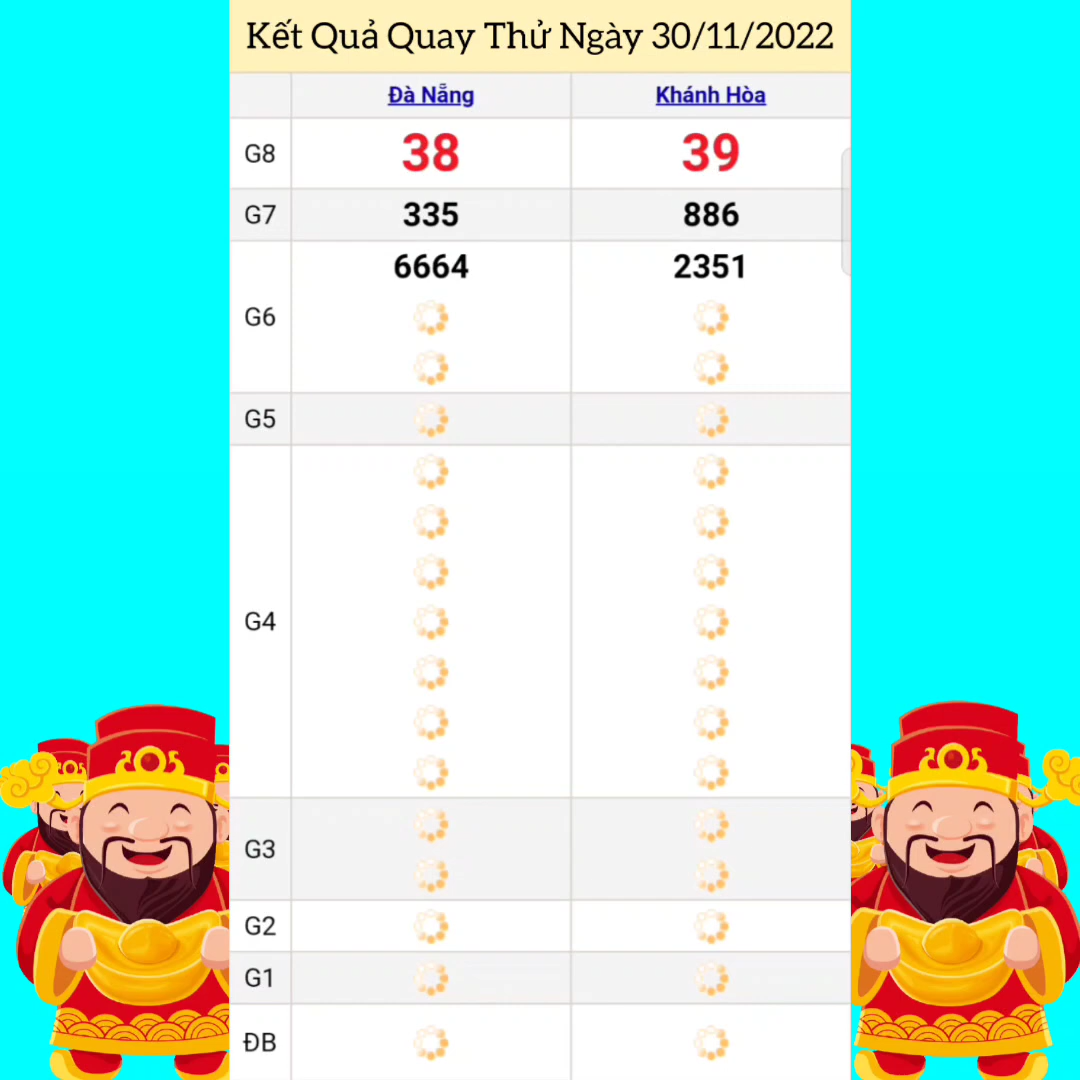 Kết Quả Quay Thử Ngày 30/11/2022
Đà Nẵng Khánh Hòa
G8 38 39
G7 335 886
6664 2351
G6
G5
G4
G3
G2
G1
ĐB